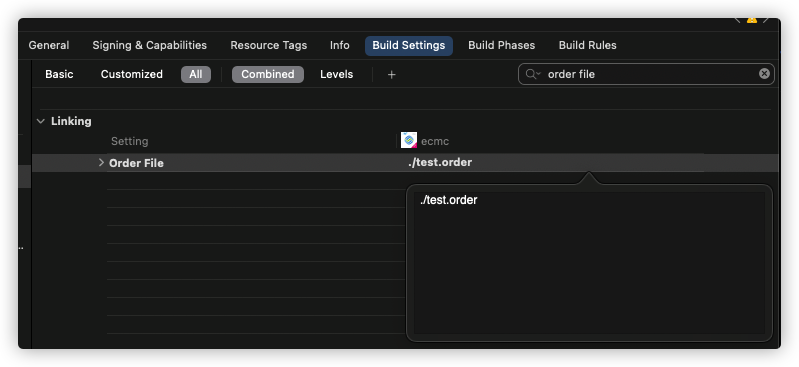 General Signing & Capabilities Resource Tags Info Build Settings Build Phases Build Rules
Basic Customized All Combined Levels + order file
Linking
Setting ecmc
Order File ./test.order
./test.order
..